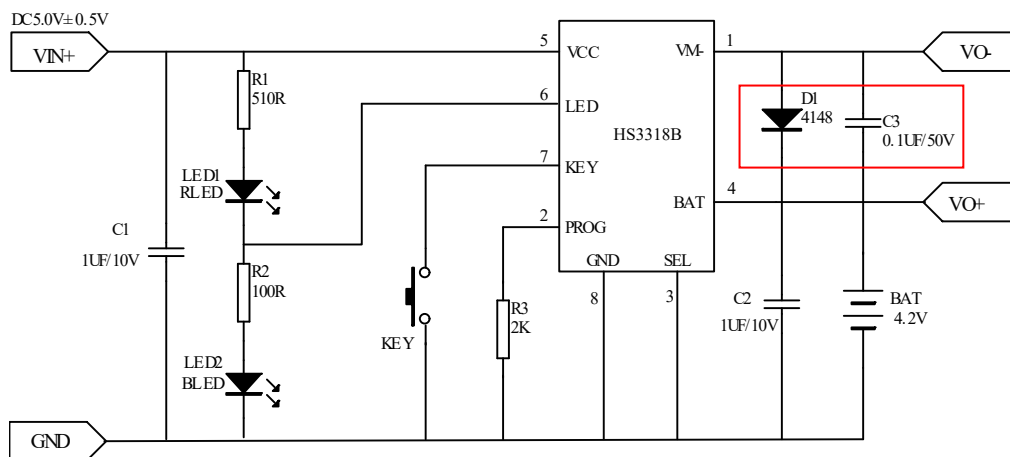 DC5.0V±0.5V
VIN+
5
VCC
VM-
1
VO-
R1
510R
6
LED
D1
4148
C3
0.1UF/50V
HS3318B
7
KEY
LED1
RLED
4
BAT
VO+
2
PROG
C1
1UF/10V
R2
100R
GND
SEL
8
3
R3
2K
C2
1UF/10V
BAT
4.2V
KEY
LED2
BLED
GND